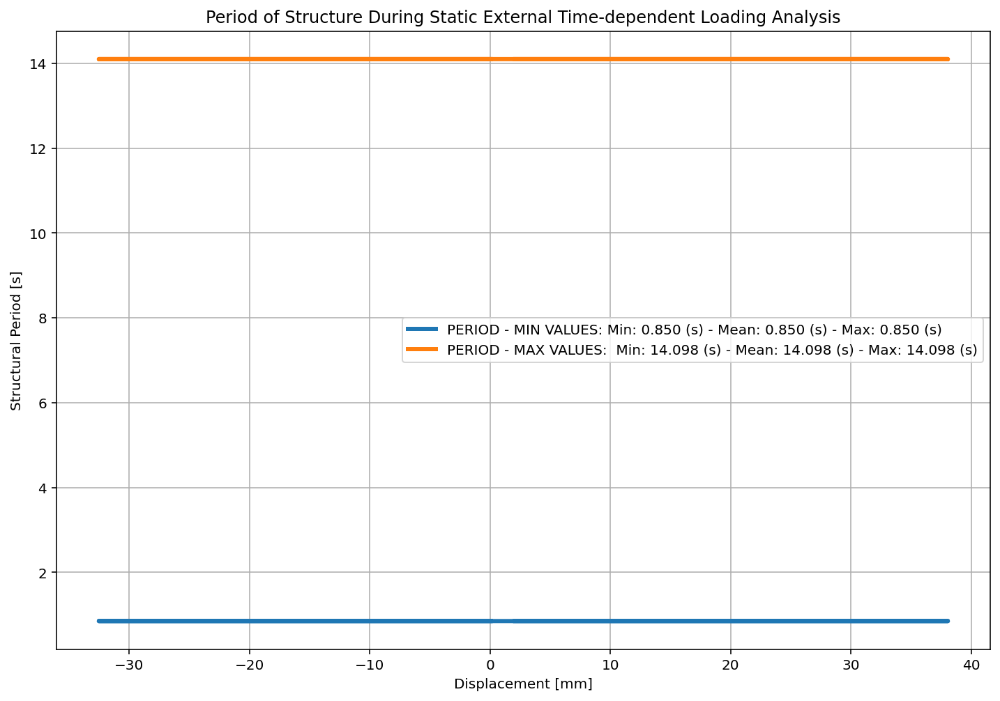 Period of Structure During Static External Time-dependent Loading Analysis
Structural Period [s]
14
12
10
8
6
4
2
PERIOD - MIN VALUES: Min: 0.850 (s) - Mean: 0.850 (s) - Max: 0.850 (s)
PERIOD - MAX VALUES:  Min: 14.098 (s) - Mean: 14.098 (s) - Max: 14.098 (s)
−30 −20 −10 0 10 20 30 40
Displacement [mm]